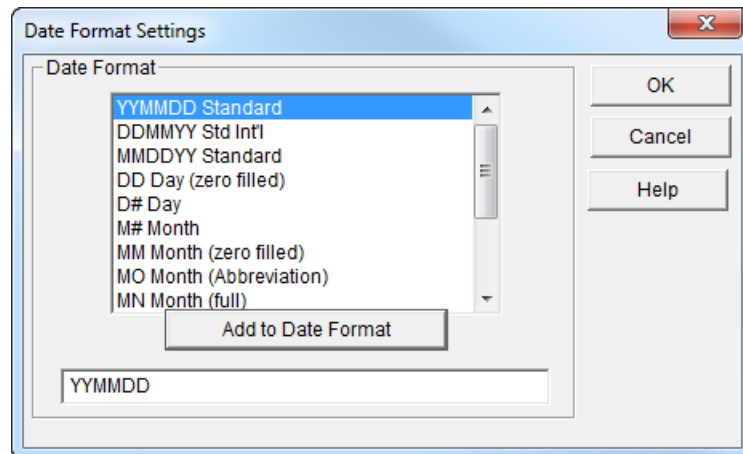 Date Format Settings
Date Format
YYMMDD Standard
DDMMYY Std Int'l
MMDDYY Standard
DD Day (zero filled)
D# Day
M# Month
MM Month (zero filled)
MO Month (Abbreviation)
MN Month (full)
Add to Date Format
YYMMDD
OK
Cancel
Help